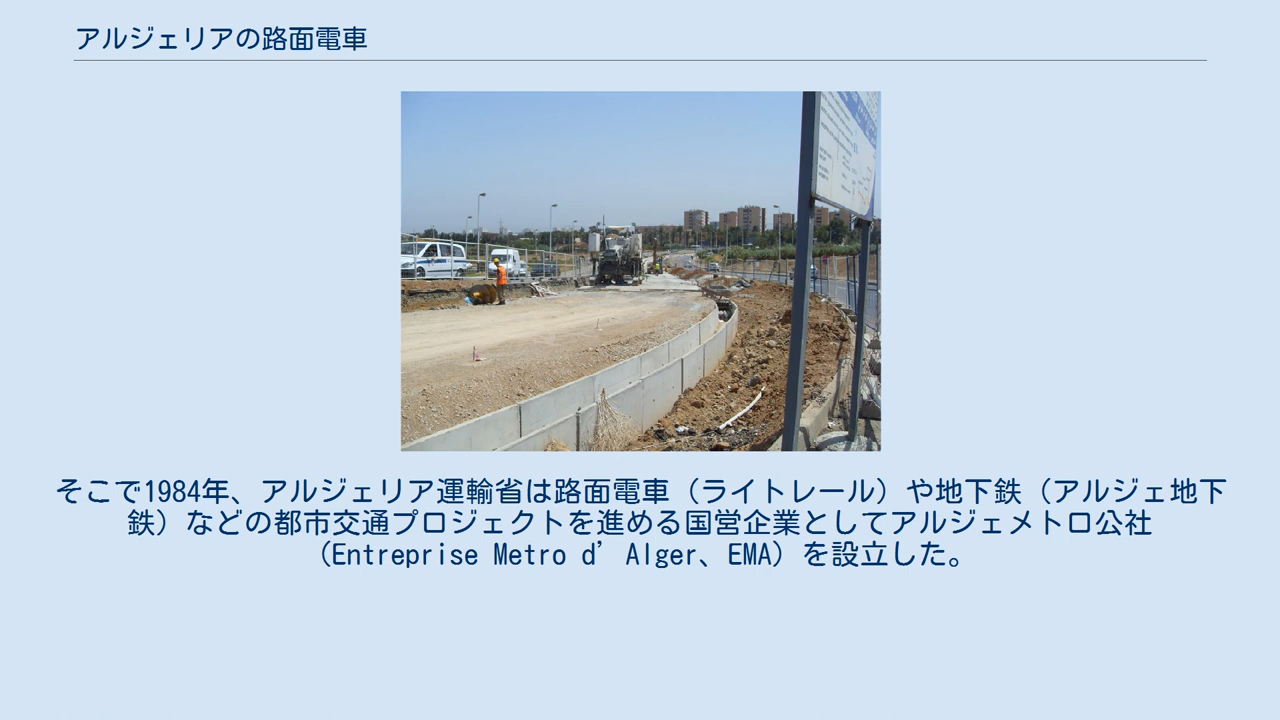 アルジェリアの路面電車
そこで1984年、アルジェリア運輸省は路面電車（ライトレール）や地下鉄（アルジェ地下
鉄）などの都市交通プロジェクトを進める国営企業としてアルジェメトロ公社
（Entreprise Metro d’Alger、EMA）を設立した。